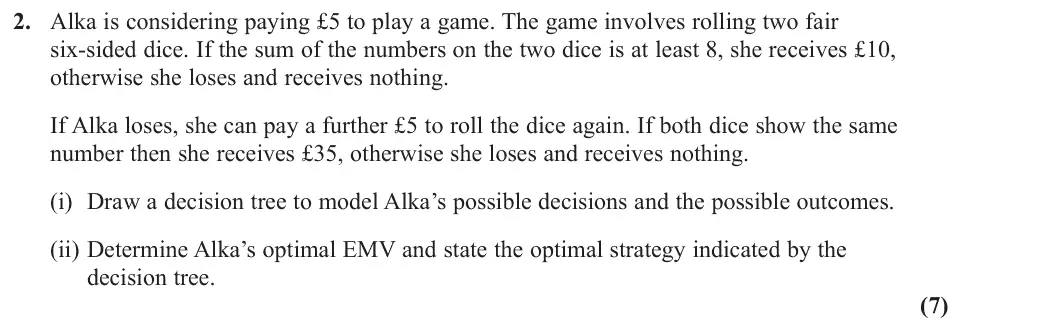 2. Alka is considering paying £5 to play a game. The game involves rolling two fair
six-sided dice. If the sum of the numbers on the two dice is at least 8, she receives £10,
otherwise she loses and receives nothing.
If Alka loses, she can pay a further £5 to roll the dice again. If both dice show the same
number then she receives £35, otherwise she loses and receives nothing.
(i) Draw a decision tree to model Alka’s possible decisions and the possible outcomes.
(ii) Determine Alka’s optimal EMV and state the optimal strategy indicated by the
decision tree.
(7)